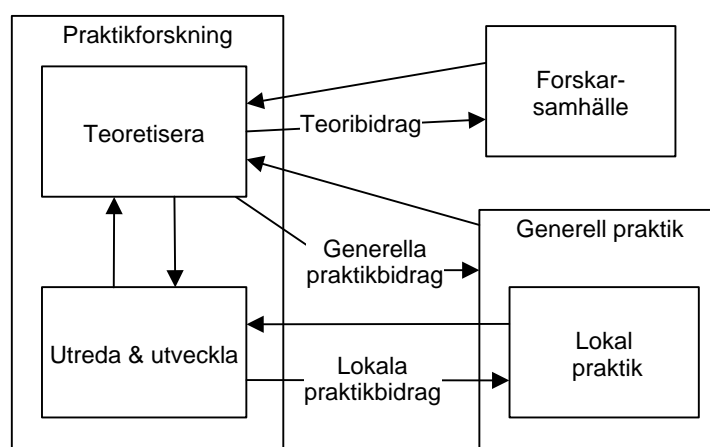 Praktikforskning
Forskar-
samhälle
Teoretisera
Teoribidrag
Generell praktik
Generella
praktikbidrag
Utreda & utveckla
Lokal
praktik
Lokala
praktikbidrag